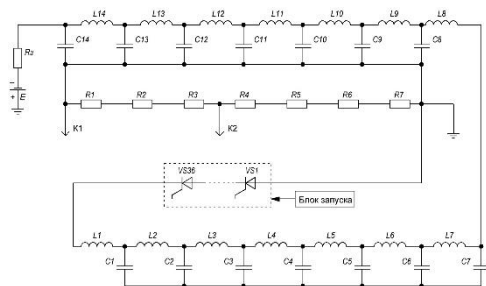 L14 L13 L12 L11 L10 L9 L8
C14 C13 C12 C11 C10 C9 C8
Rз
− + E
R1 R2 R3 R4 R5 R6 R7
K1 K2
VS36 VS1
Блок запуска
L1 L2 L3 L4 L5 L6 L7
C1 C2 C3 C4 C5 C6 C7